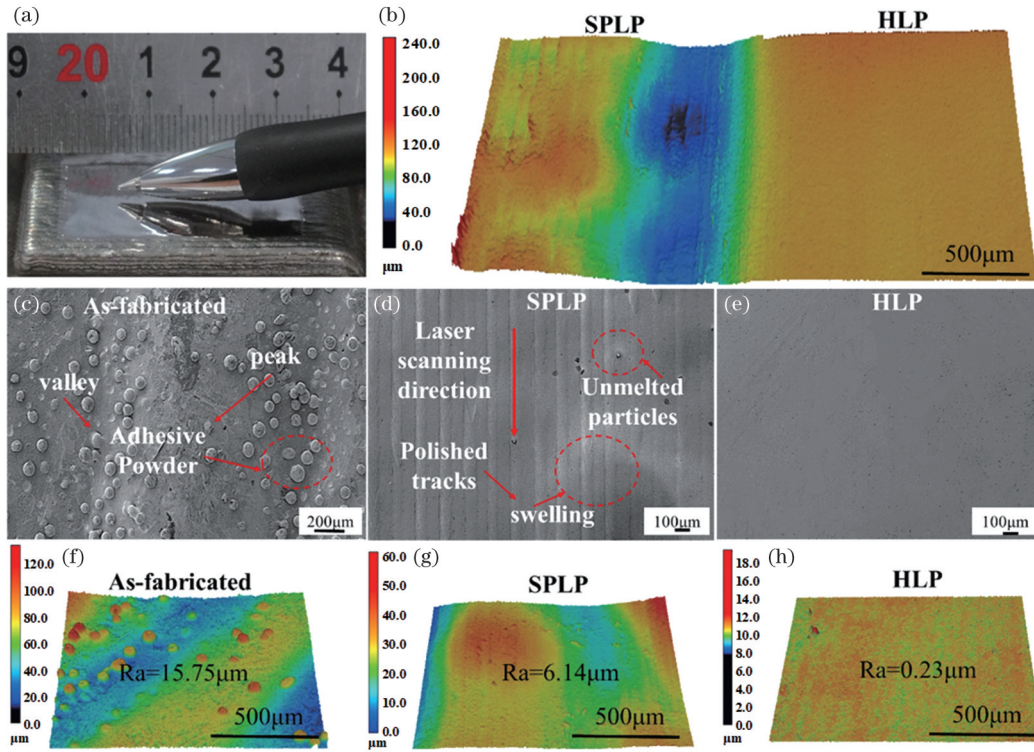 (a)
9 20 1 2 3 4
(b)
SPLP
HLP
240.0
200.0
160.0
120.0
80.0
40.0
0.0
μm
500μm
(c)
As-fabricated
valley
peak
Adhesive
Powder
200μm
(d)
SPLP
Laser
scanning
direction
Unmelted
particles
Polished
tracks
swelling
100μm
(e)
HLP
100μm
(f)
As-fabricated
120.0
100.0
80.0
60.0
40.0
20.0
0.0
μm
Ra=15.75μm
500μm
(g)
SPLP
60.0
50.0
40.0
30.0
20.0
10.0
0.0
μm
Ra=6.14μm
500μm
(h)
HLP
18.0
16.0
14.0
12.0
10.0
8.0
6.0
4.0
2.0
0.0
μm
Ra=0.23μm
500μm